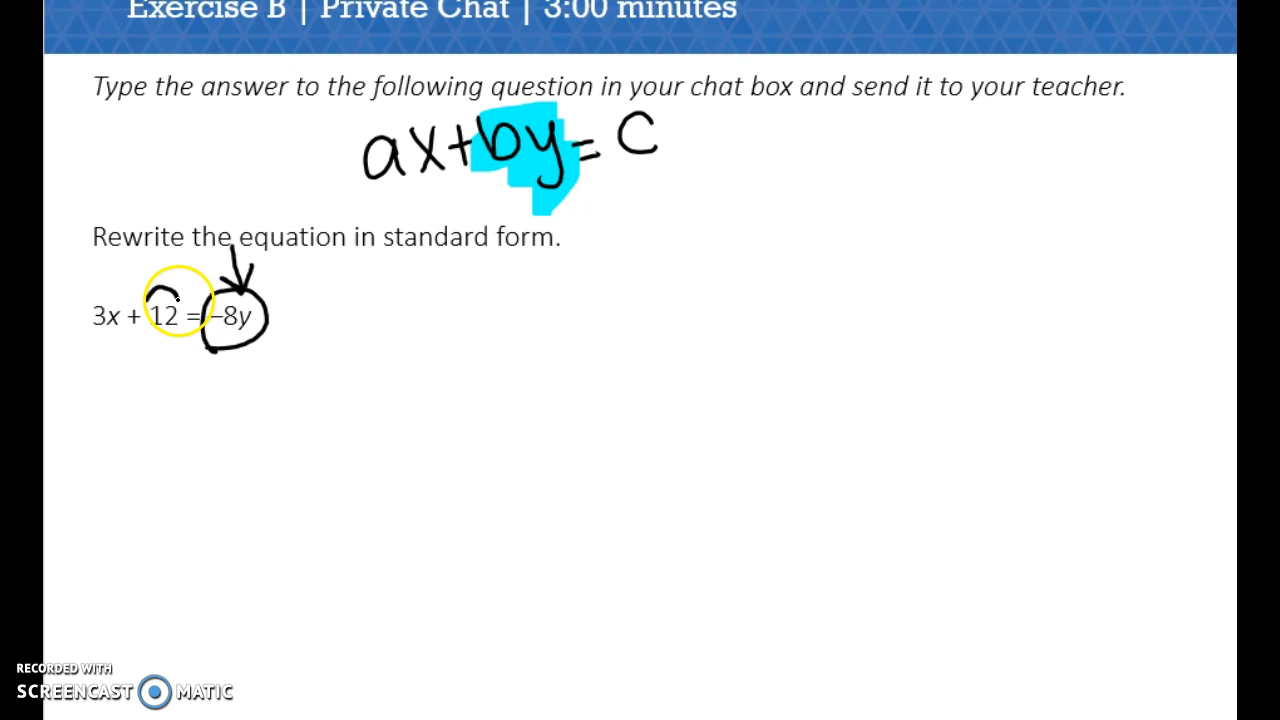 Exercise B | Private Chat | 3:00 minutes
Type the answer to the following question in your chat box and send it to your teacher.
ax+by=c
Rewrite the equation in standard form.
3x + 12 = –8y
RECORDED WITH
SCREENCAST MATIC